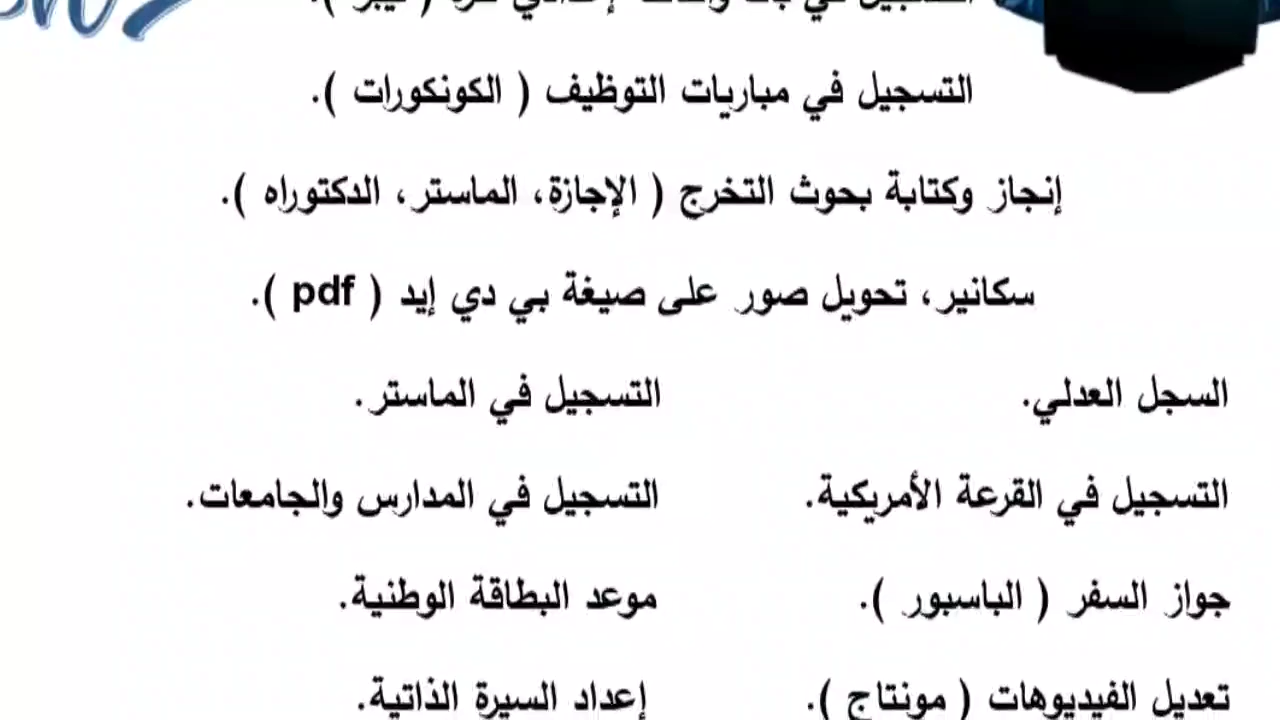 التسجيل في مباريات التوظيف ( الكونكورات ).
إنجاز وكتابة بحوث التخرج ( الإجازة، الماستر، الدكتوراه ).
سكانير، تحويل صور على صيغة بي دي إيد ( pdf ).
السجل العدلي. التسجيل في الماستر.
التسجيل في القرعة الأمريكية. التسجيل في المدارس والجامعات.
جواز السفر ( الباسبور ). موعد البطاقة الوطنية.
تعديل الفيديوهات ( مونتاج ). إعداد السيرة الذاتية.